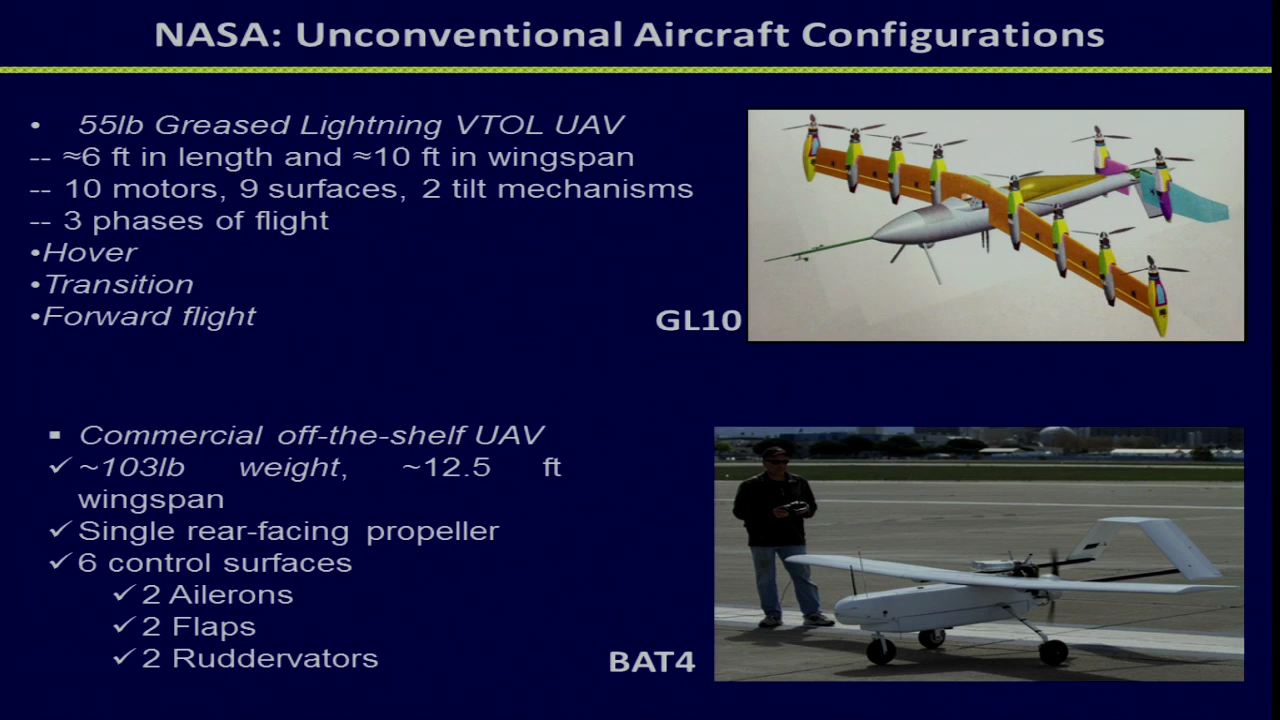 NASA: Unconventional Aircraft Configurations
• 55lb Greased Lightning VTOL UAV
-- ≈6 ft in length and ≈10 ft in wingspan
-- 10 motors, 9 surfaces, 2 tilt mechanisms
-- 3 phases of flight
•Hover
•Transition
•Forward flight
GL10
▪ Commercial off-the-shelf UAV
✓ ~103lb weight, ~12.5 ft
wingspan
✓ Single rear-facing propeller
✓ 6 control surfaces
✓ 2 Ailerons
✓ 2 Flaps
✓ 2 Ruddervators
BAT4